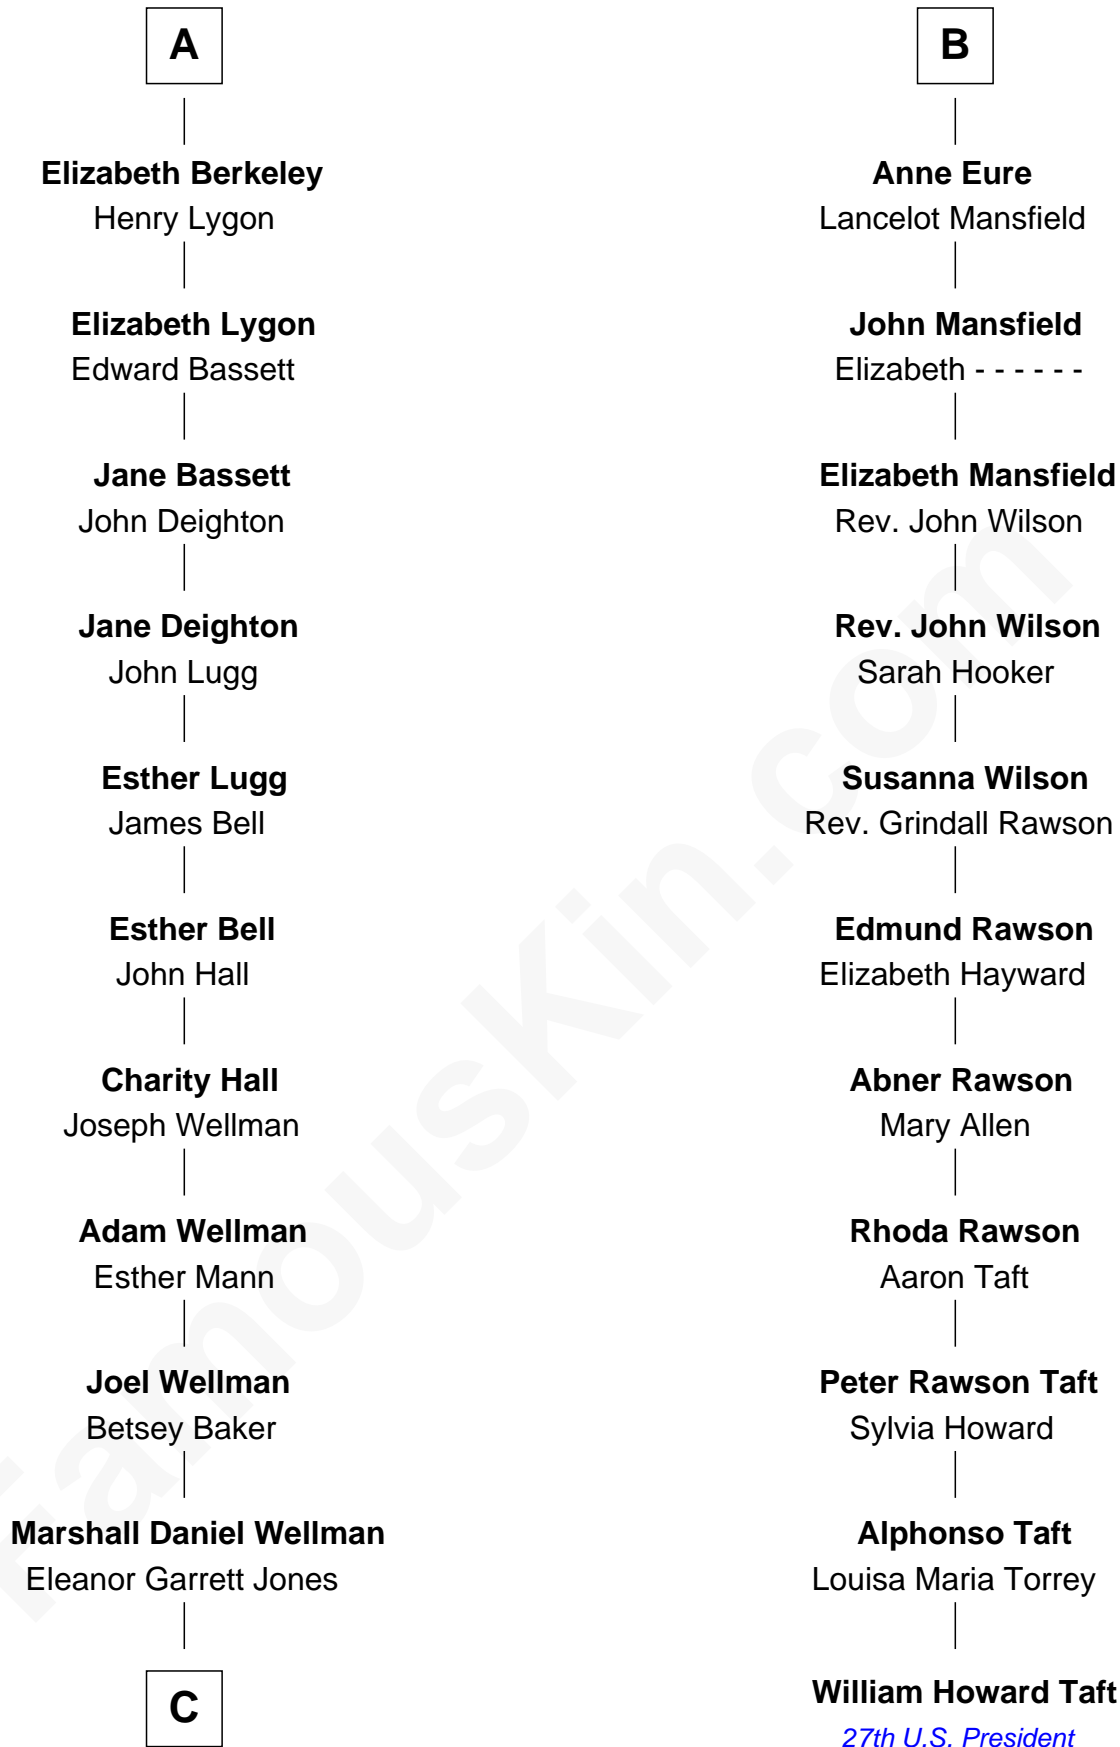 A
Elizabeth Berkeley
Henry Lygon
Elizabeth Lygon
Edward Bassett
Jane Bassett
John Deighton
Jane Deighton
John Lugg
Esther Lugg
James Bell
Esther Bell
John Hall
Charity Hall
Joseph Wellman
Adam Wellman
Esther Mann
Joel Wellman
Betsey Baker
Marshall Daniel Wellman
Eleanor Garrett Jones
C
B
Anne Eure
Lancelot Mansfield
John Mansfield
Elizabeth - - - - - -
Elizabeth Mansfield
Rev. John Wilson
Rev. John Wilson
Sarah Hooker
Susanna Wilson
Rev. Grindall Rawson
Edmund Rawson
Elizabeth Hayward
Abner Rawson
Mary Allen
Rhoda Rawson
Aaron Taft
Peter Rawson Taft
Sylvia Howard
Alphonso Taft
Louisa Maria Torrey
William Howard Taft
27th U.S. President
FamousKin.com